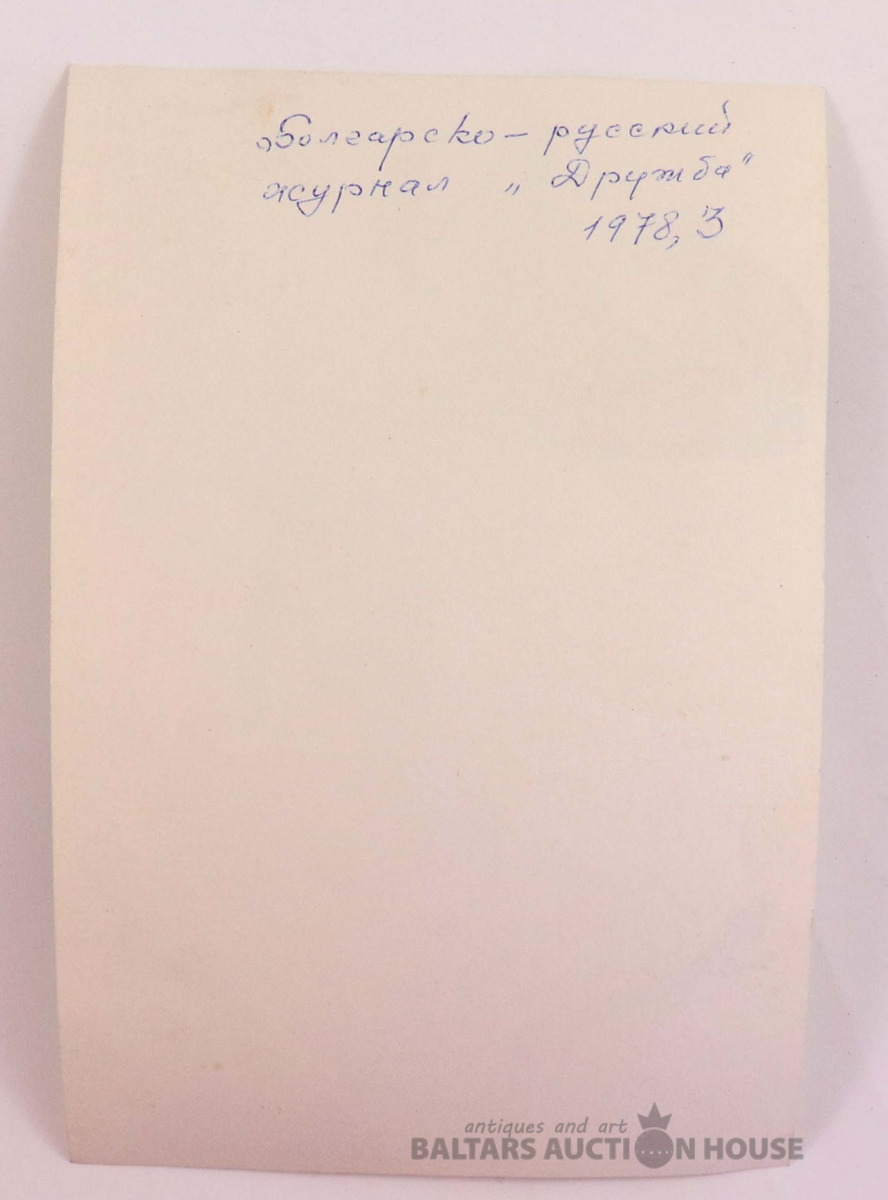 „Болгарско – русский
журнал „ Дружба"
1978, 3
antiques and art
BALTARS AUCTION HOUSE